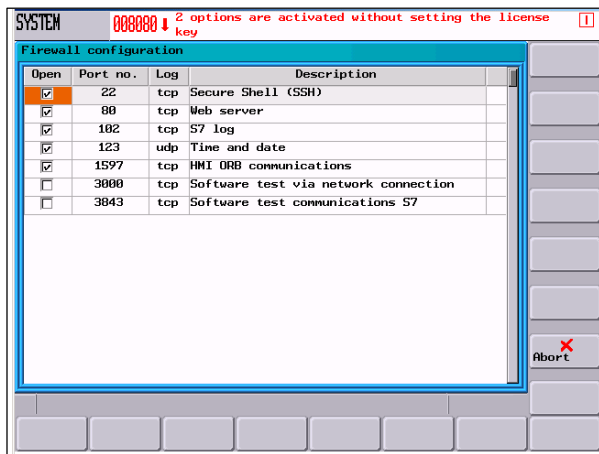 SYSTEM
008080 2 options are activated without setting the license
key
Firewall configuration
Open Port no. Log Description
22 tcp Secure Shell (SSH)
80 tcp Web server
102 tcp S7 log
123 udp Time and date
1597 tcp HMI ORB communications
3000 tcp Software test via network connection
3843 tcp Software test communications S7
Abort